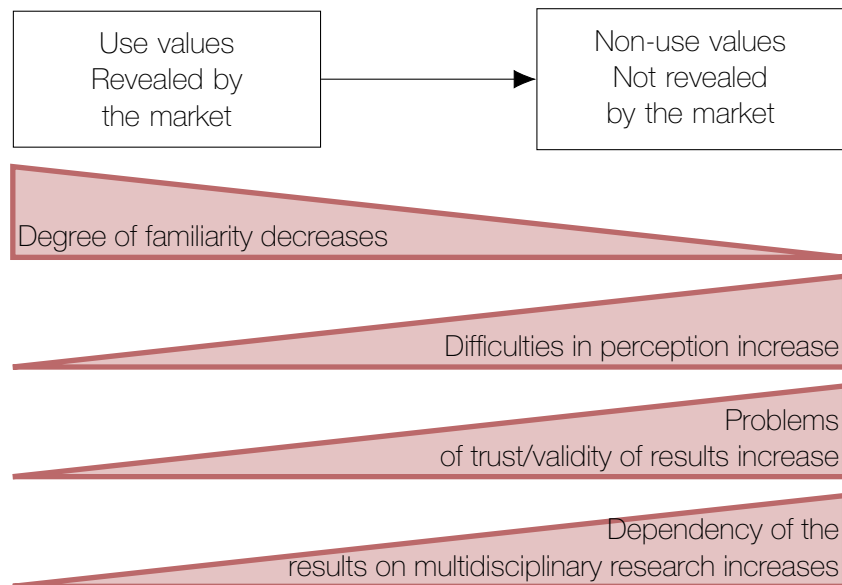 Use values
Revealed by
the market
Non-use values
Not revealed
by the market
Degree of familiarity decreases
Difficulties in perception increase
Problems
of trust/validity of results increase
Dependency of the
results on multidisciplinary research increases